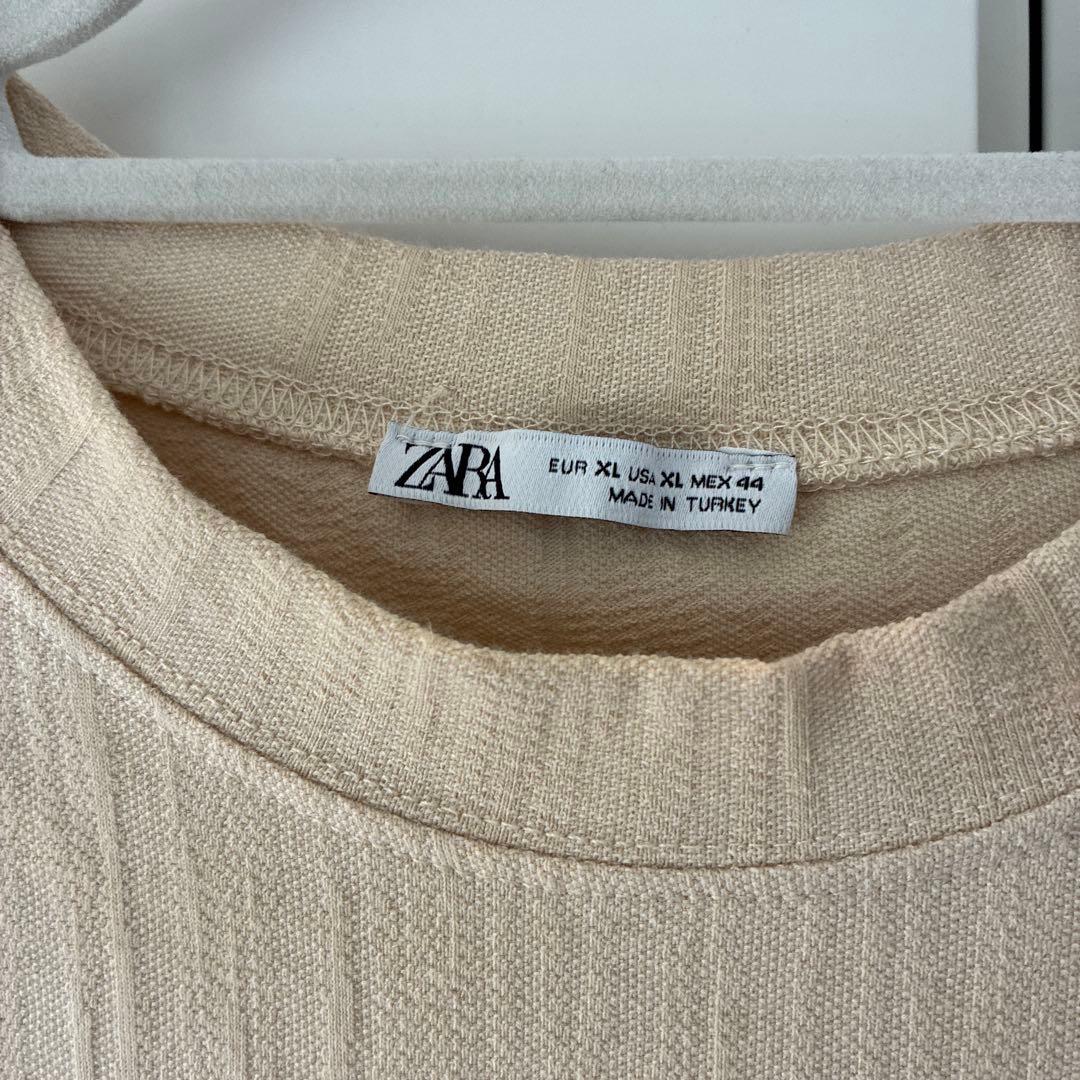 ZARA
EUR XL USA XL MEX 44
MADE IN TURKEY